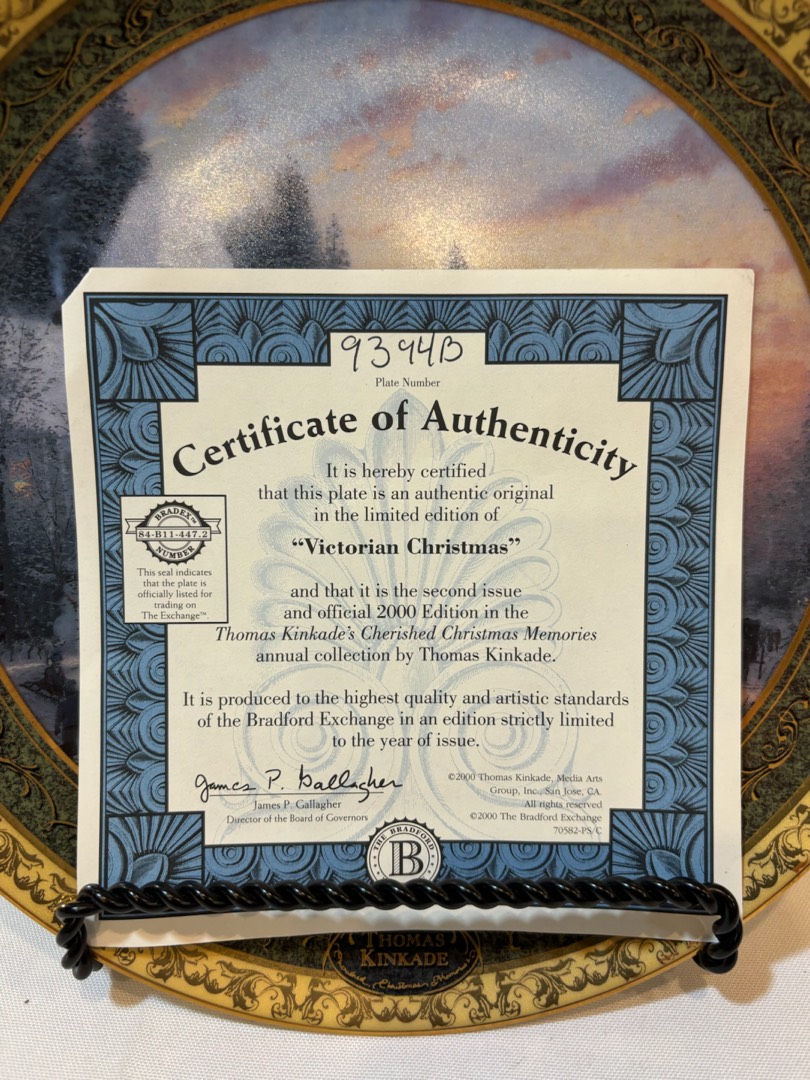 9394B
Plate Number
Certificate of Authenticity
It is hereby certified
that this plate is an authentic original
in the limited edition of
“Victorian Christmas”
BRADEX™
84-B11-447.2
NUMBER
This seal indicates
that the plate is
officially listed for
trading on
The Exchange™.
and that it is the second issue
and official 2000 Edition in the
Thomas Kinkade's Cherished Christmas Memories
annual collection by Thomas Kinkade.
It is produced to the highest quality and artistic standards
of the Bradford Exchange in an edition strictly limited
to the year of issue.
James P. Gallagher
James P. Gallagher
Director of the Board of Governors
©2000 Thomas Kinkade, Media Arts
Group, Inc., San Jose, CA
All rights reserved
©2000 The Bradford Exchange
70582-PS/C
THE BRADFORD
B
THOMAS
KINKADE
Christmas Memories